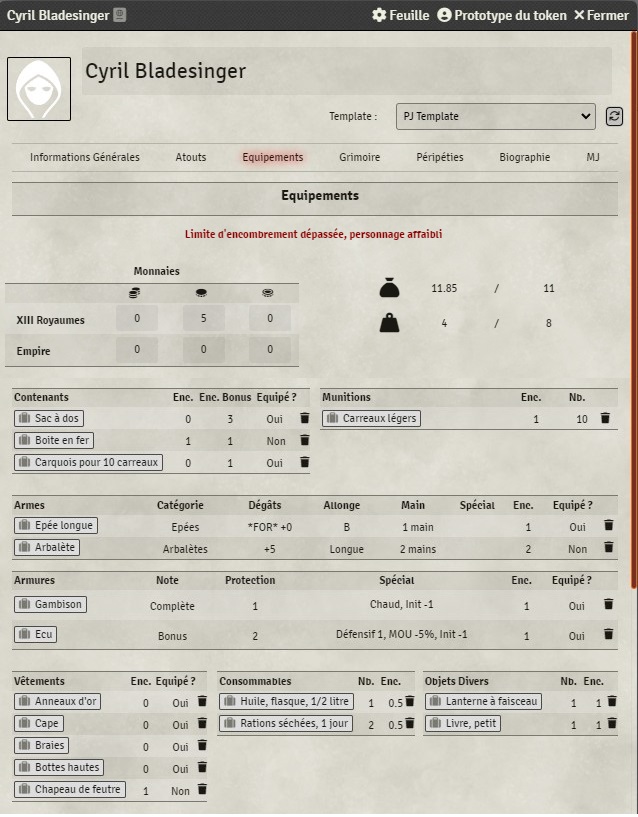 Cyril Bladesinger Feuille Prototype du token Fermer
Cyril Bladesinger
Template : PJ Template
Informations Générales Atouts Equipements Grimoire Péripéties Biographie MJ
Equipements
Limite d'encombrement dépassée, personnage affaibli
Monnaies
11.85 / 11
XIII Royaumes 0 5 0
4 / 8
Empire 0 0 0
Contenants Enc. Enc. Bonus Equipé ?
Sac à dos 0 3 Oui
Boite en fer 1 1 Non
Carquois pour 10 carreaux 0 1 Oui
Munitions Enc. Nb.
Carreaux légers 1 10
Armes Catégorie Dégâts Allonge Main Spécial Enc. Equipé ?
Epée longue Epées *FOR* +0 B 1 main 1 Oui
Arbalète Arbalètes +5 Longue 2 mains 2 Non
Armures Note Protection Spécial Enc. Equipé ?
Gambison Complète 1 Chaud, Init -1 1 Oui
Ecu Bonus 2 Défensif 1, MOU -5%, Init -1 1 Oui
Vêtements Enc. Equipé ?
Anneaux d'or 0 Oui
Cape 0 Oui
Braies 0 Oui
Bottes hautes 0 Oui
Chapeau de feutre 1 Non
Consommables Nb. Enc.
Huile, flasque, 1/2 litre 1 0.5
Rations séchées, 1 jour 2 0.5
Objets Divers Nb. Enc.
Lanterne à faisceau 1 1
Livre, petit 1 1